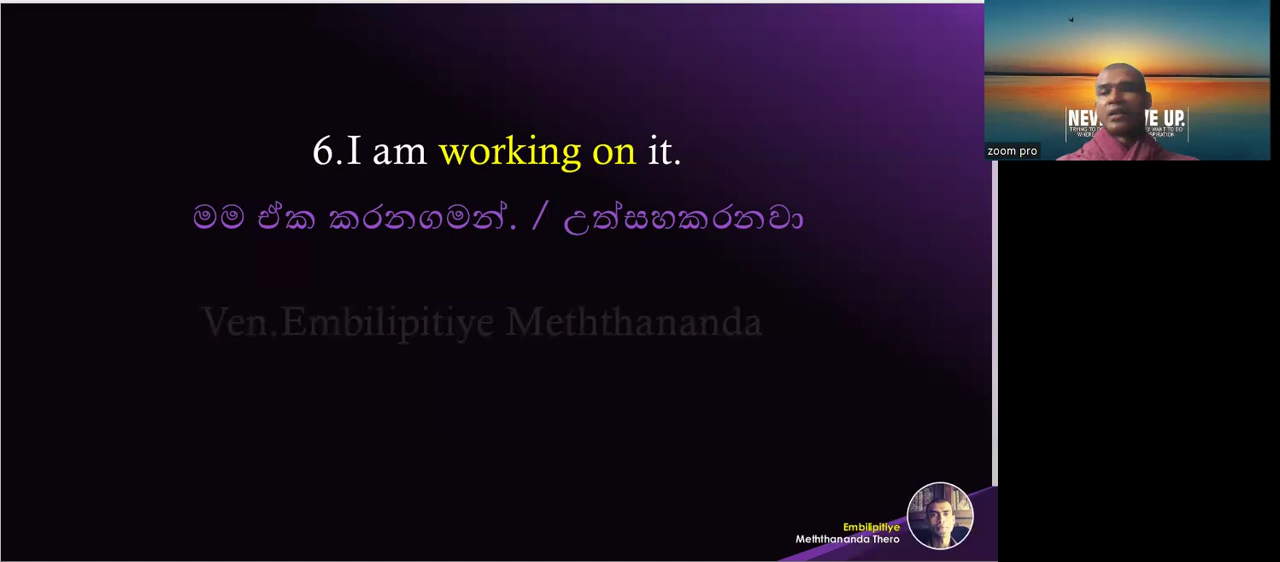 6.I am working on it.
මම ඒක කරනගමන්. / උත්සහකරනවා
Ven.Embilipitiye Meththananda
Embilipitiye
Meththananda Thero
zoom pro